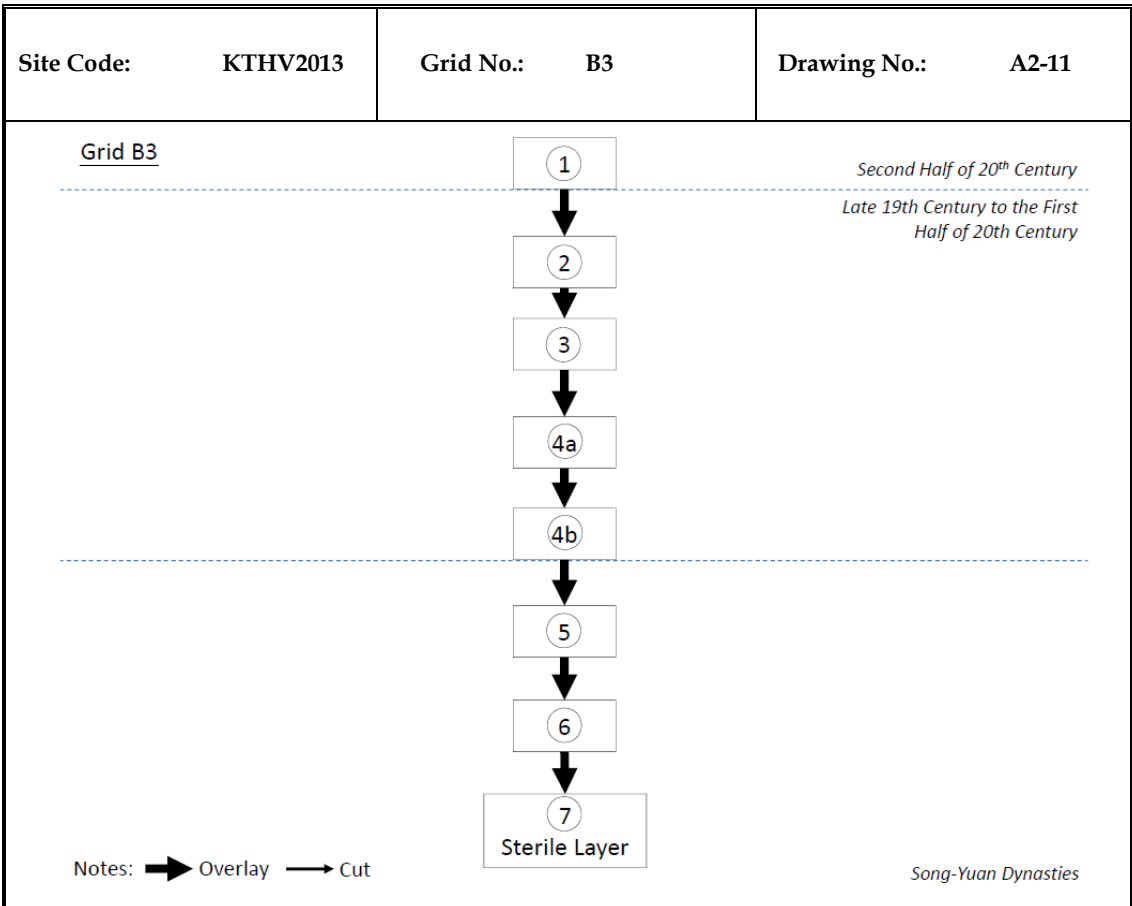 Site Code: KTHV2013 Grid No.: B3 Drawing No.: A2-11
Grid B3
1
Second Half of 20th Century
Late 19th Century to the First
Half of 20th Century
2
3
4a
4b
5
6
7
Sterile Layer
Notes: Overlay Cut
Song-Yuan Dynasties